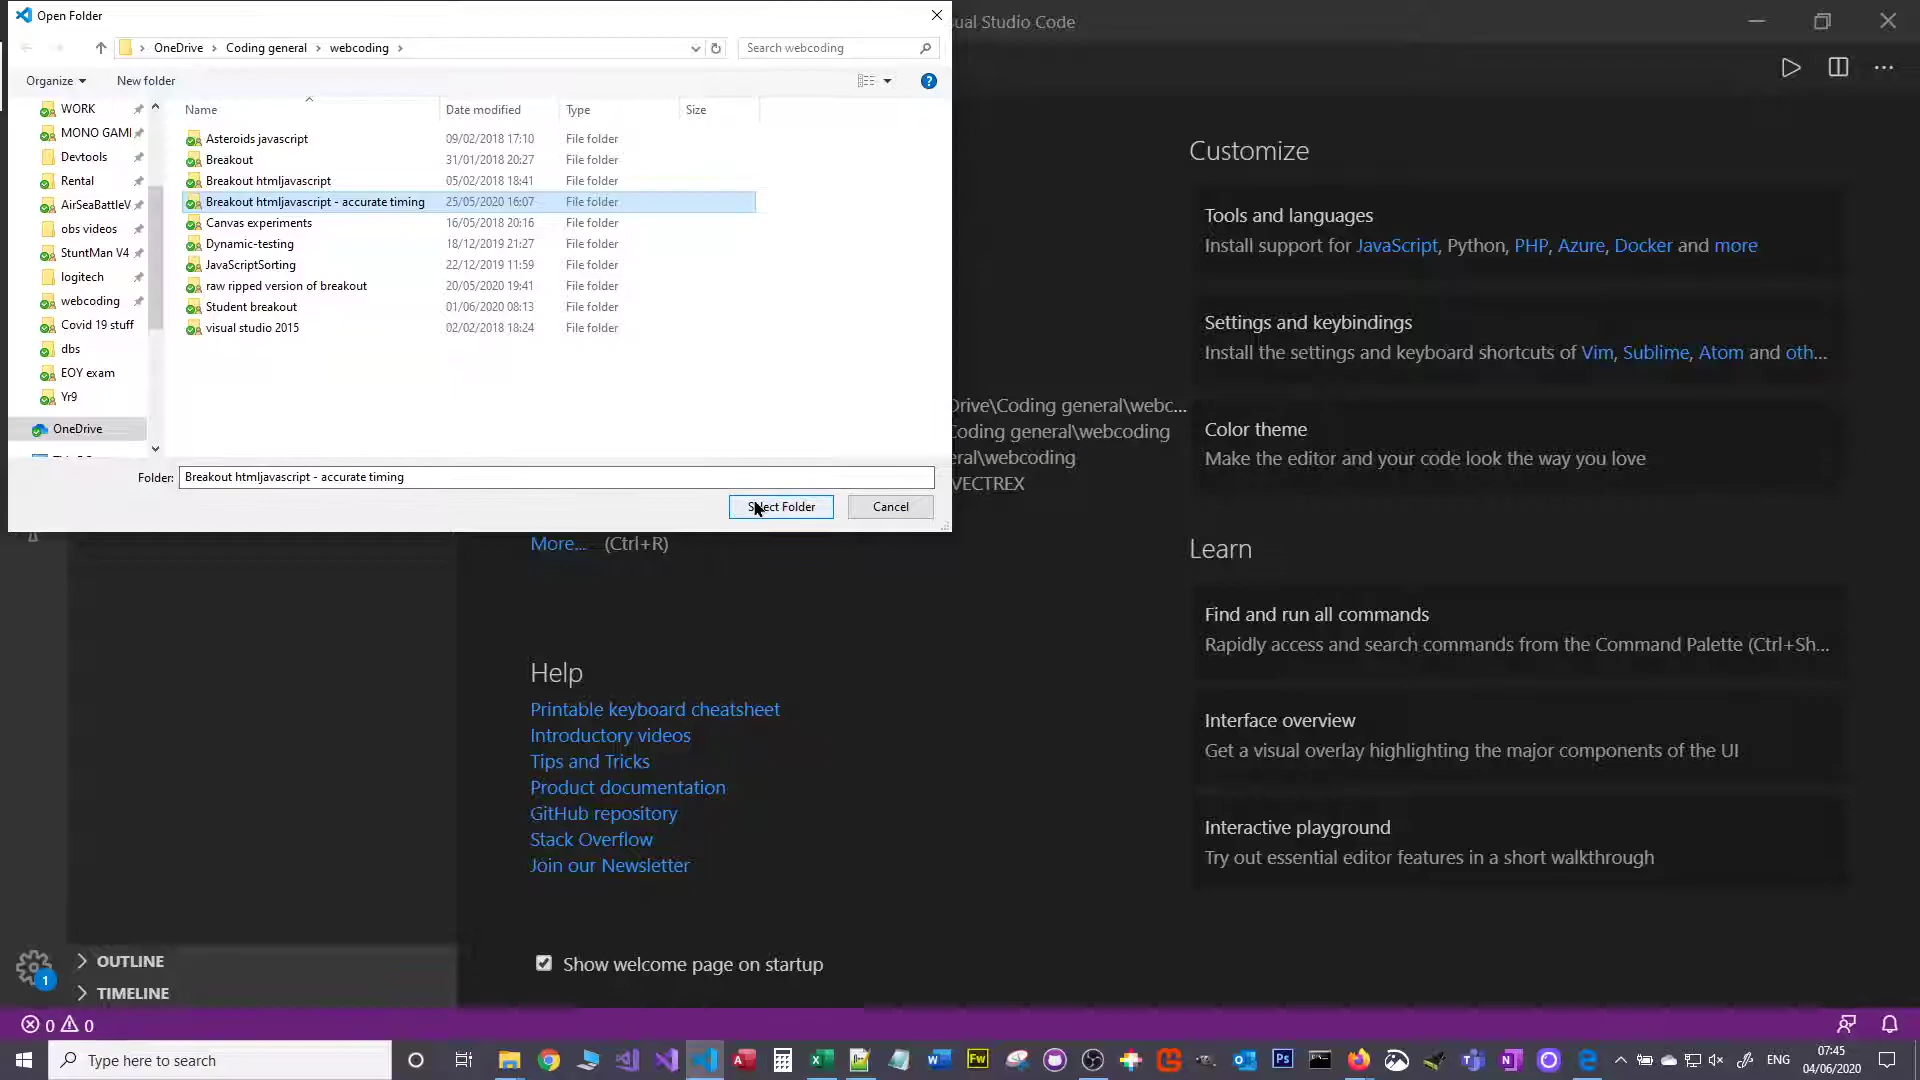 Open Folder
ual Studio Code
OneDrive > Coding general > webcoding >
Search webcoding
Organize
New folder
Name
Date modified
Type
Size
WORK
MONO GAMI
Devtools
Rental
AirSeaBattleV
obs videos
StuntMan V4
logitech
webcoding
Covid 19 stuff
dbs
EOY exam
Yr9
OneDrive
Asteroids javascript 09/02/2018 17:10 File folder
Breakout 31/01/2018 20:27 File folder
Breakout htmljavascript 05/02/2018 18:41 File folder
Breakout htmljavascript - accurate timing 25/05/2020 16:07 File folder
Canvas experiments 16/05/2018 20:16 File folder
Dynamic-testing 18/12/2019 21:27 File folder
JavaScriptSorting 22/12/2019 11:59 File folder
raw ripped version of breakout 20/05/2020 19:41 File folder
Student breakout 01/06/2020 08:13 File folder
visual studio 2015 02/02/2018 18:24 File folder
Folder: Breakout htmljavascript - accurate timing
Select Folder
Cancel
Drive\Coding general\webc...
Coding general\webcoding
eral\webcoding
VECTREX
More... (Ctrl+R)
Help
Printable keyboard cheatsheet
Introductory videos
Tips and Tricks
Product documentation
GitHub repository
Stack Overflow
Join our Newsletter
Show welcome page on startup
Customize
Tools and languages
Install support for JavaScript, Python, PHP, Azure, Docker and more
Settings and keybindings
Install the settings and keyboard shortcuts of Vim, Sublime, Atom and oth...
Color theme
Make the editor and your code look the way you love
Learn
Find and run all commands
Rapidly access and search commands from the Command Palette (Ctrl+Sh...
Interface overview
Get a visual overlay highlighting the major components of the UI
Interactive playground
Try out essential editor features in a short walkthrough
1
OUTLINE
TIMELINE
0 0
Type here to search
ENG
07:45
04/06/2020